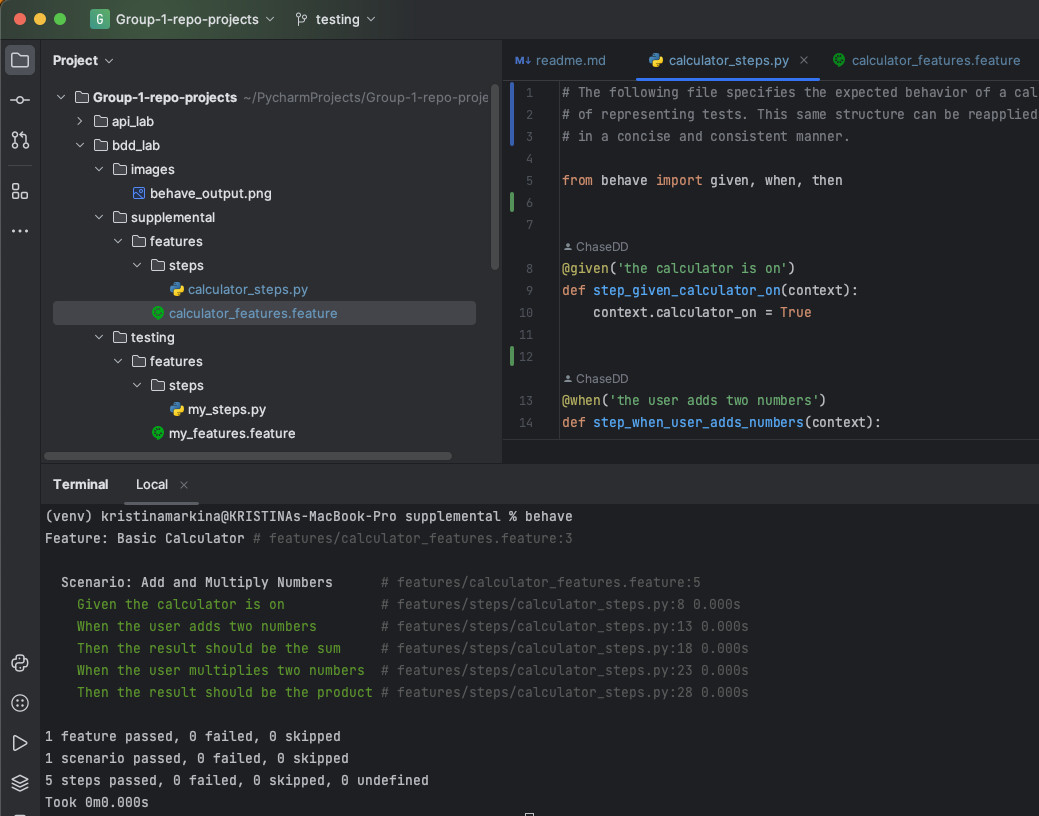 G Group-1-repo-projects testing
Project
Group-1-repo-projects ~/PycharmProjects/Group-1-repo-proje
api_lab
bdd_lab
images
behave_output.png
supplemental
features
steps
calculator_steps.py
calculator_features.feature
testing
features
steps
my_steps.py
my_features.feature
M↓ readme.md calculator_steps.py × calculator_features.feature
1 # The following file specifies the expected behavior of a cal
2 # of representing tests. This same structure can be reapplied
3 # in a concise and consistent manner.
4
5 from behave import given, when, then
6
7
ChaseDD
8 @given('the calculator is on')
9 def step_given_calculator_on(context):
10     context.calculator_on = True
11
12
ChaseDD
13 @when('the user adds two numbers')
14 def step_when_user_adds_numbers(context):
Terminal Local ×
(venv) kristinamarkina@KRISTINAs-MacBook-Pro supplemental % behave
Feature: Basic Calculator # features/calculator_features.feature:3
  Scenario: Add and Multiply Numbers      # features/calculator_features.feature:5
    Given the calculator is on            # features/steps/calculator_steps.py:8 0.000s
    When the user adds two numbers        # features/steps/calculator_steps.py:13 0.000s
    Then the result should be the sum     # features/steps/calculator_steps.py:18 0.000s
    When the user multiplies two numbers  # features/steps/calculator_steps.py:23 0.000s
    Then the result should be the product # features/steps/calculator_steps.py:28 0.000s
1 feature passed, 0 failed, 0 skipped
1 scenario passed, 0 failed, 0 skipped
5 steps passed, 0 failed, 0 skipped, 0 undefined
Took 0m0.000s